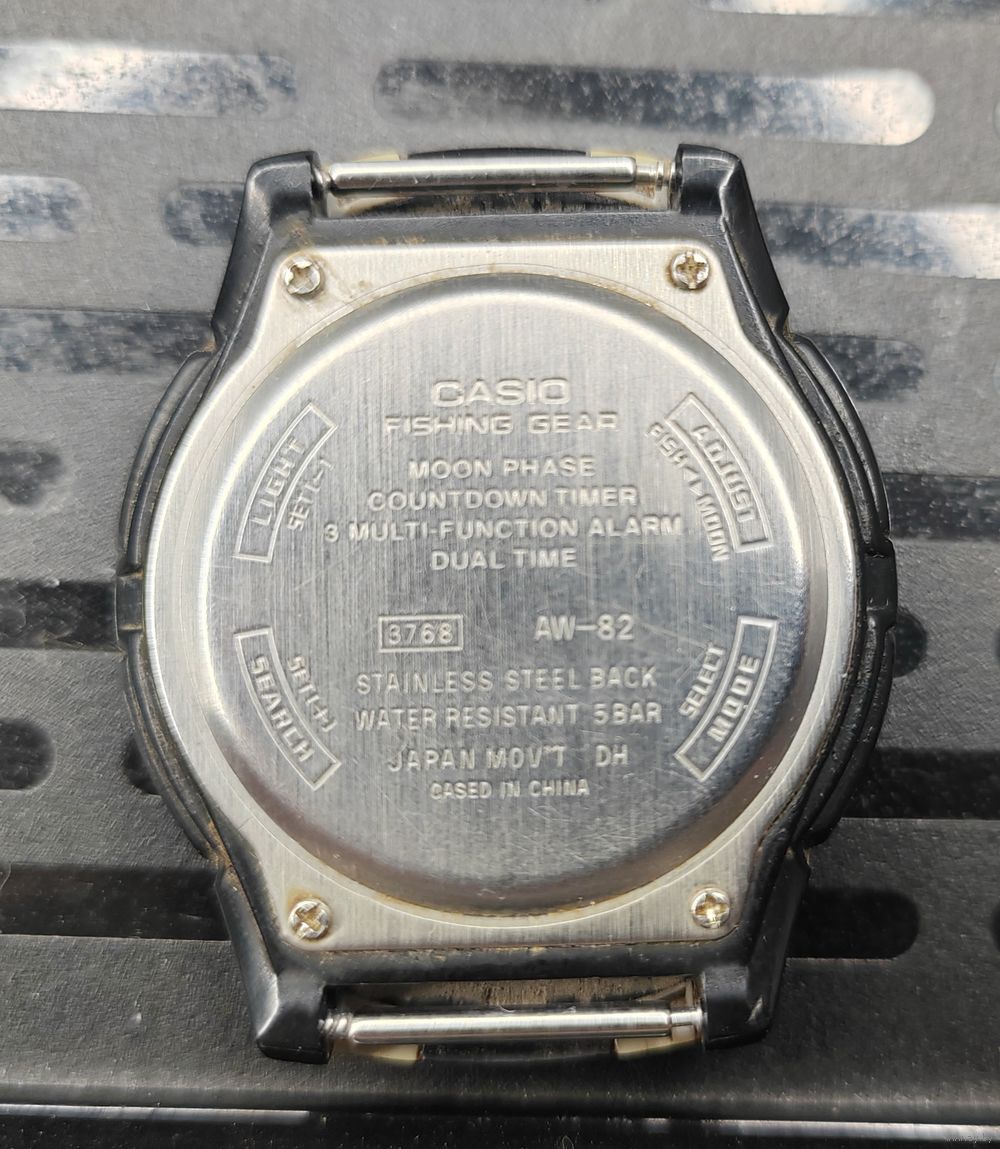 CASIO
FISHING GEAR
MOON PHASE
COUNTDOWN TIMER
3 MULTI-FUNCTION ALARM
DUAL TIME
LIGHT
SET[-]
ADJUST
FISH◄►MOON
3768 AW-82
STAINLESS STEEL BACK
WATER RESISTANT 5BAR
JAPAN MOV'T DH
CASED IN CHINA
SEARCH
SET[+]
SELECT
MODE